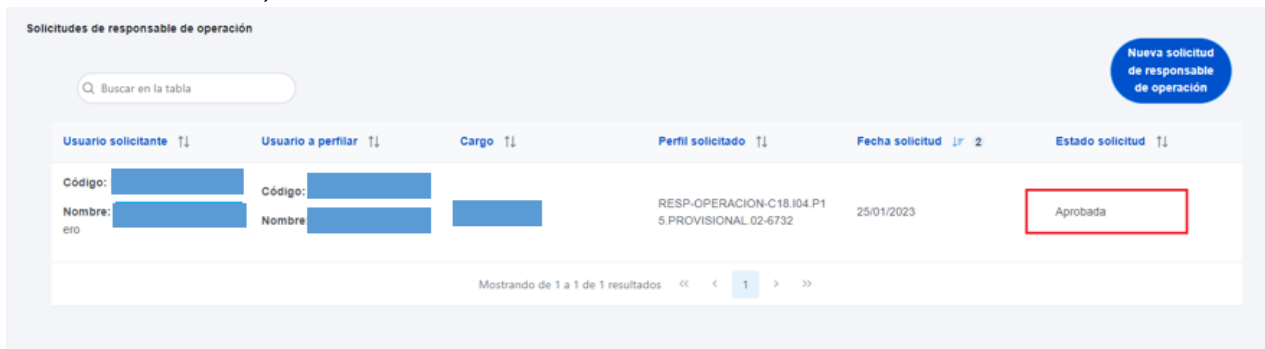 Solicitudes de responsable de operación
Nueva solicitud
de responsable
de operación
Buscar en la tabla
Usuario solicitante
Usuario a perfilar
Cargo
Perfil solicitado
Fecha solicitud 2
Estado solicitud
Código:
Nombre:
ero
Código:
Nombre
RESP-OPERACION-C18.I04.P1
5.PROVISIONAL.02-6732
25/01/2023
Aprobada
Mostrando de 1 a 1 de 1 resultados << < 1 > >>